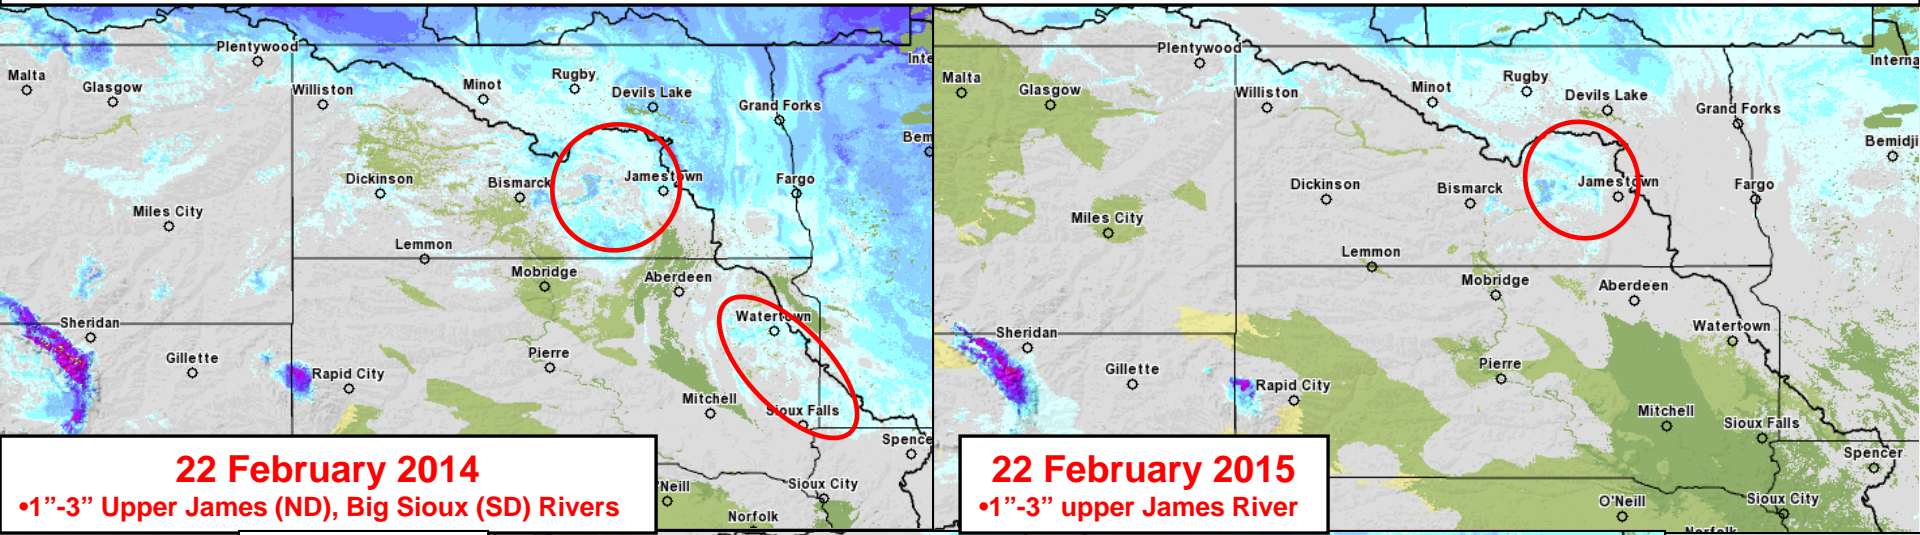 Plentywood
Malta
Glasgow
Williston
Minot
Rugby
Devils Lake
Grand Forks
Inte
Bem
Dickinson
Bismarck
Jamestown
Fargo
Miles City
Lemmon
Mobridge
Aberdeen
Watertown
Sheridan
Gillette
Rapid City
Pierre
Mitchell
Sioux Falls
Spence
'Neill
Sioux City
Norfolk
22 February 2014
•1”-3” Upper James (ND), Big Sioux (SD) Rivers
Plentywood
Malta
Glasgow
Williston
Minot
Rugby
Devils Lake
Grand Forks
Interna
Bemidji
Dickinson
Bismarck
Jamestown
Fargo
Miles City
Lemmon
Mobridge
Aberdeen
Watertown
Sheridan
Gillette
Rapid City
Pierre
Mitchell
Sioux Falls
Spencer
O'Neill
Sioux City
Norfolk
22 February 2015
•1”-3” upper James River